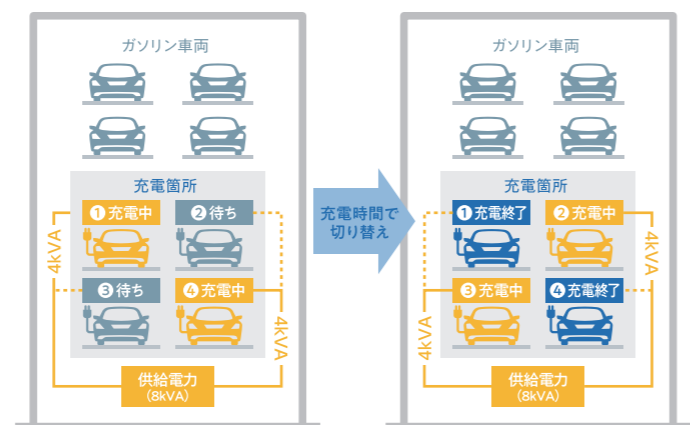 ガソリン車両
充電箇所
❶充電中
❷待ち
❸待ち
❹充電中
4kVA
4kVA
供給電力
(8kVA)
充電時間で
切り替え
ガソリン車両
充電箇所
❶充電終了
❷充電中
❸充電中
❹充電終了
4kVA
4kVA
供給電力
(8kVA)